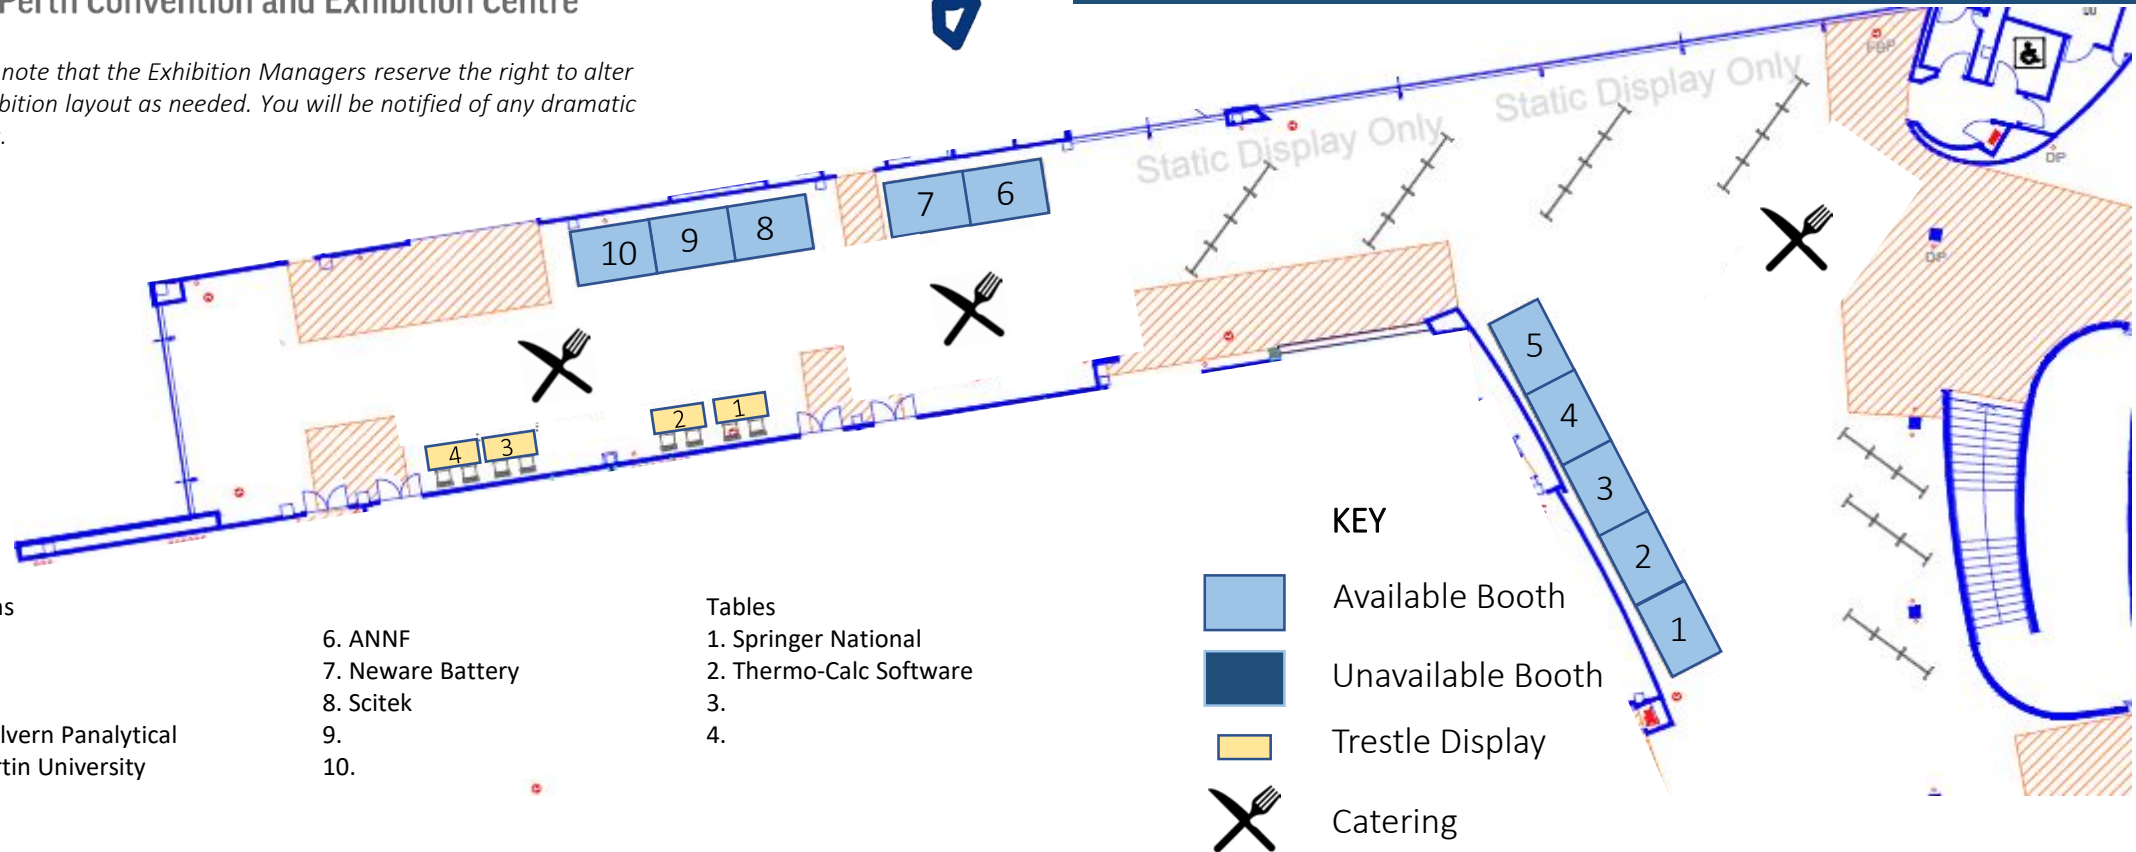 Perth Convention and Exhibition Centre
note that the Exhibition Managers reserve the right to alter
bition layout as needed. You will be notified of any dramatic
Static Display Only
Static Display Only
FBP
DP
DP
7 6
10 9 8
5
4
3
2
1
2 1
4 3
KEY
Available Booth
Unavailable Booth
Trestle Display
Catering
ns
lvern Panalytical
rtin University
6. ANNF
7. Neware Battery
8. Scitek
9.
10.
Tables
1. Springer National
2. Thermo-Calc Software
3.
4.